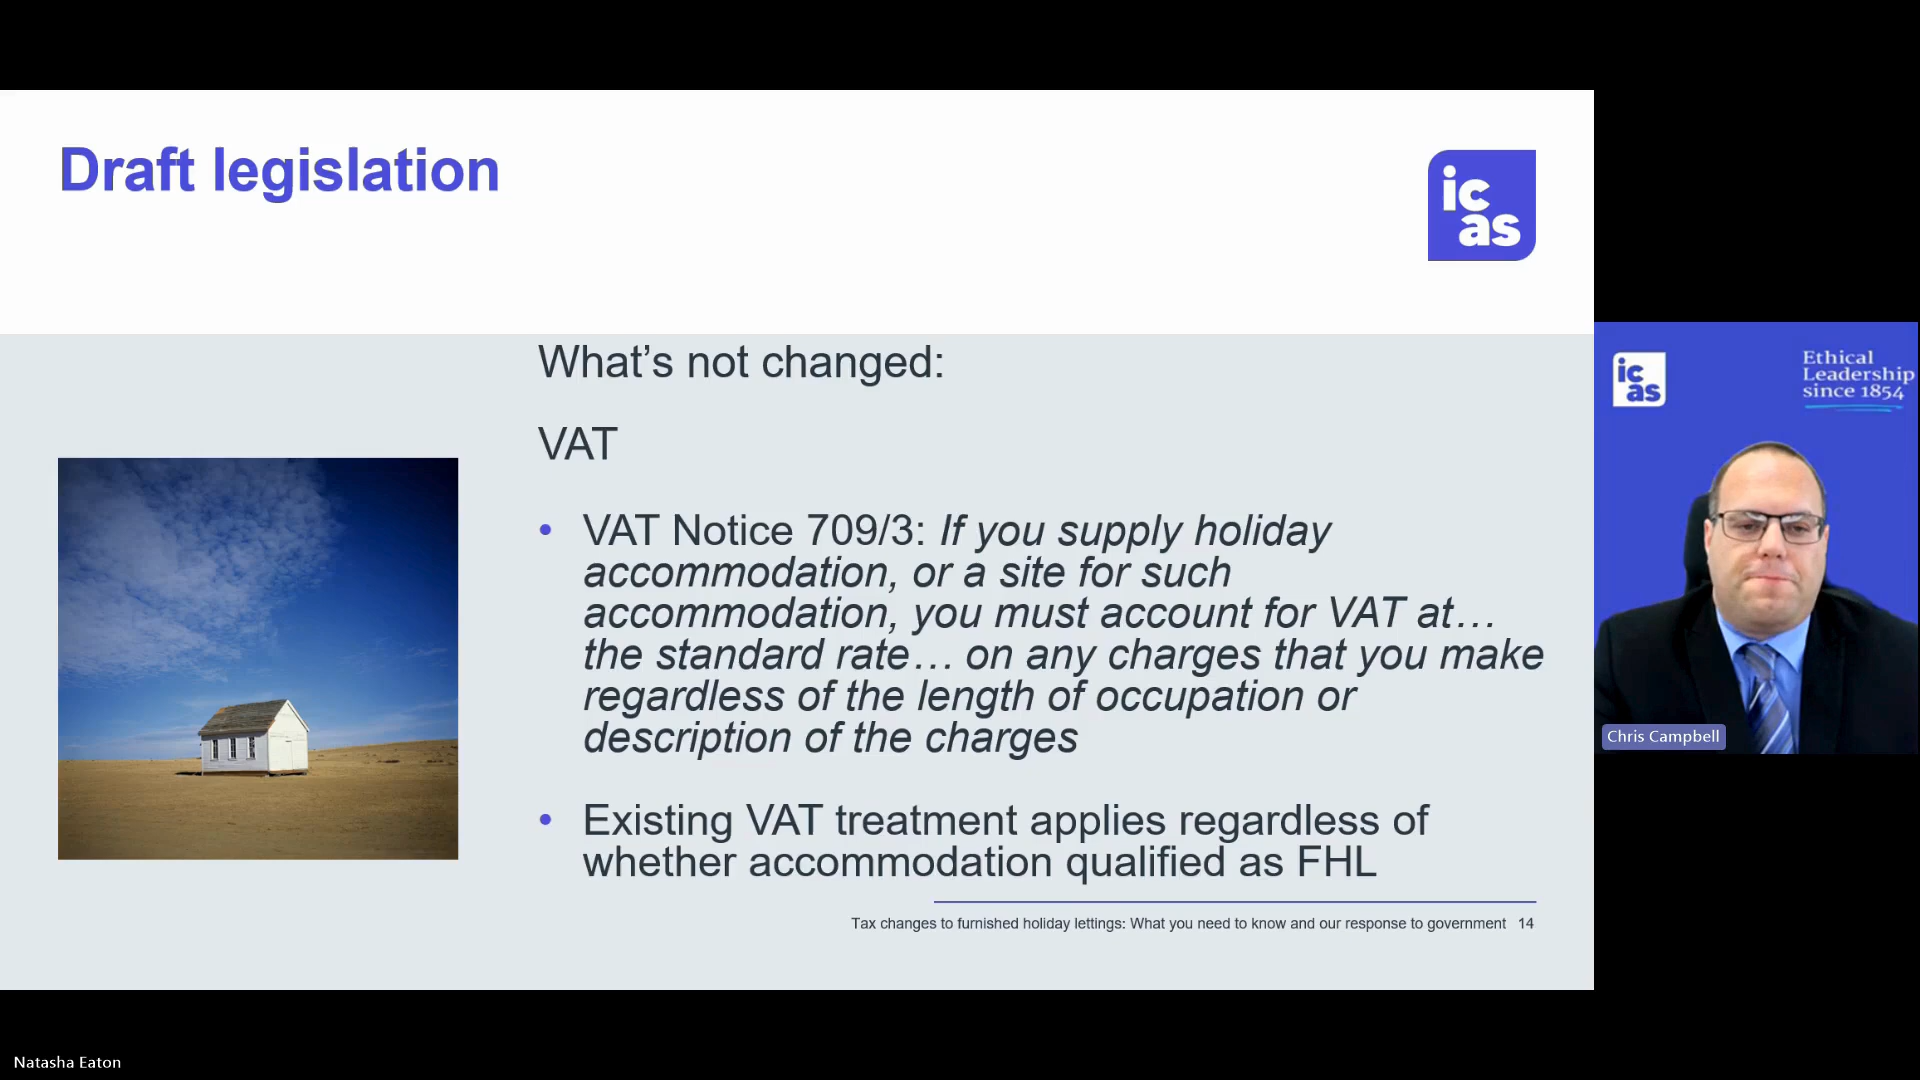 Draft legislation
ic
as
What’s not changed:
VAT
• VAT Notice 709/3: If you supply holiday
accommodation, or a site for such
accommodation, you must account for VAT at…
the standard rate… on any charges that you make
regardless of the length of occupation or
description of the charges
• Existing VAT treatment applies regardless of
whether accommodation qualified as FHL
Tax changes to furnished holiday lettings: What you need to know and our response to government 14
ic
as
Ethical
Leadership
since 1854
Chris Campbell
Natasha Eaton